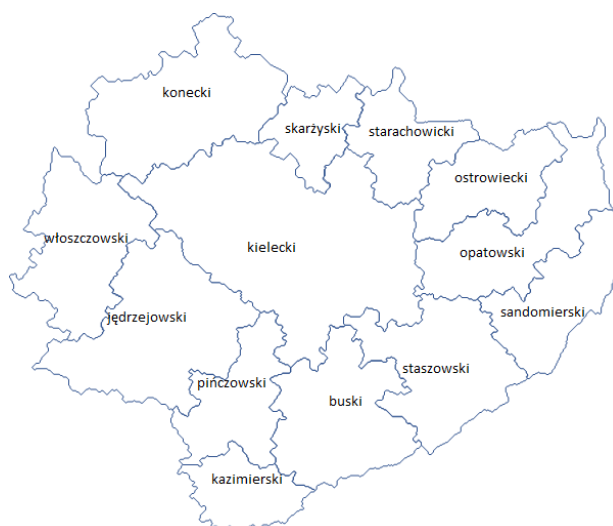 konecki
skarżyski
starachowicki
ostrowiecki
włoszczowski
kielecki
opatowski
sandomierski
jędrzejowski
staszowski
pińczowski
buski
kazimierski